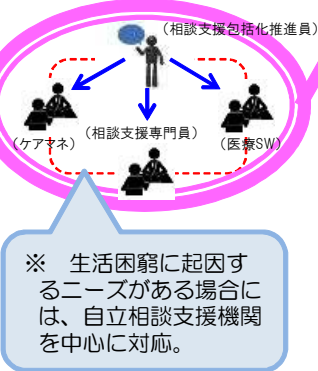 （相談支援包括化推進員）
（ケアマネ）
（相談支援専門員）
（医療SW）
※　生活困窮に起因す
るニーズがある場合に
は、自立相談支援機関
を中心に対応。